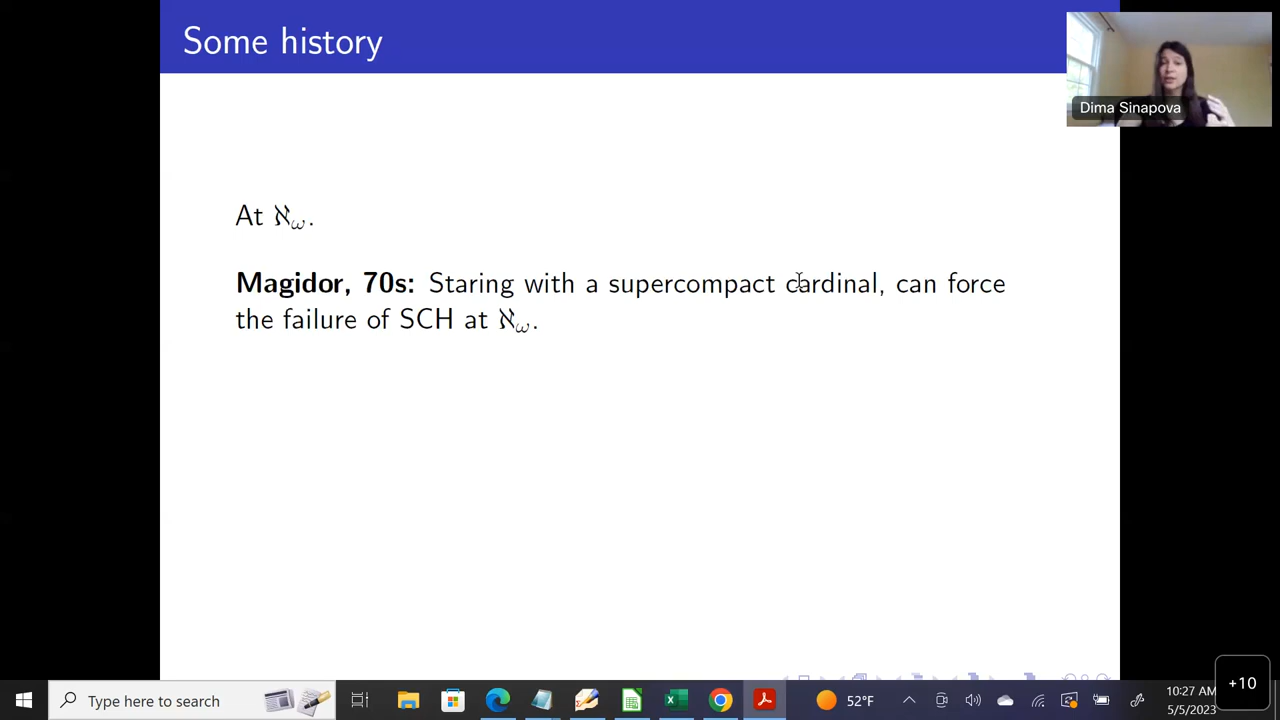 Some history
Dima Sinapova
At ℵω.
Magidor, 70s: Staring with a supercompact cardinal, can force
the failure of SCH at ℵω.
Type here to search
52°F
10:27 AM
5/5/2023
+10